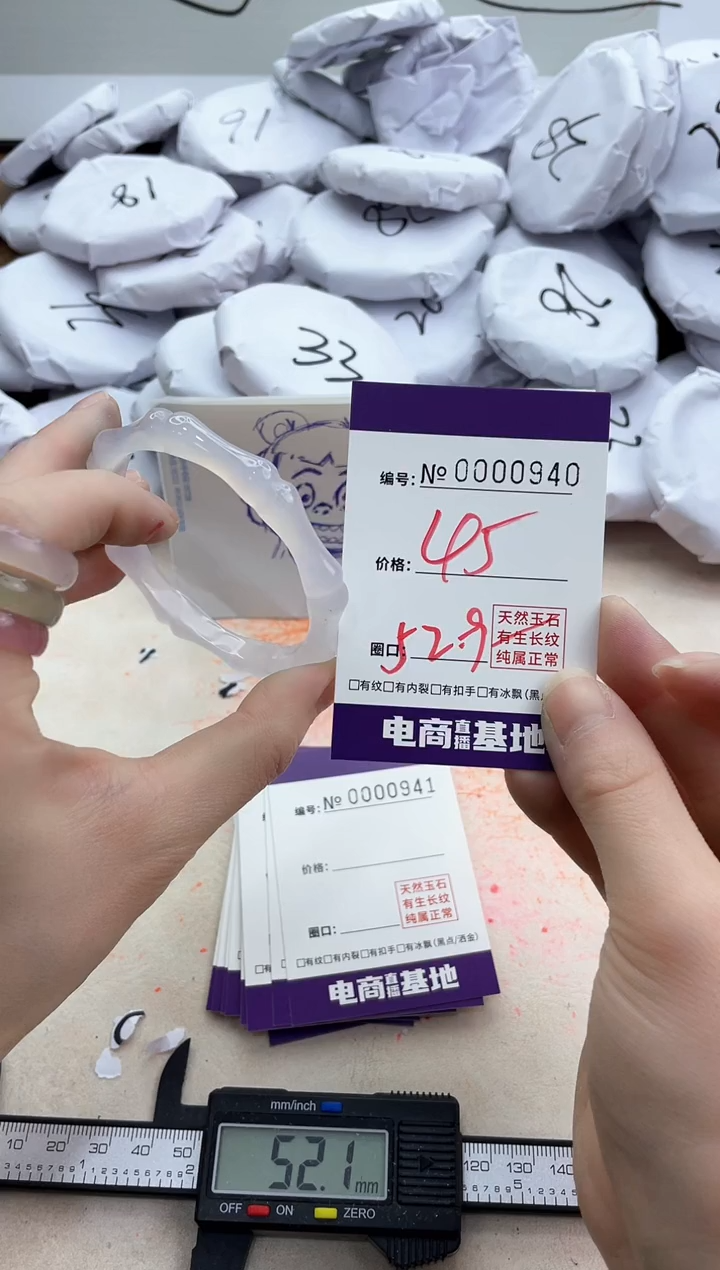 91
81
33
编号: № 0000940
价格: 45
圈口: 52.9
天然玉石
有生长纹
纯属正常
□有纹□有内裂□有扣手□有冰飘(黑点
电商直播基地
编号: № 0000941
价格:
天然玉石
有生长纹
纯属正常
圈口:
□有纹□有内裂□有扣手□有冰飘(黑点/洒金)
电商直播基地
mm/inch
10 20 30 40 50
120 130 140
52.1 mm
OFF ON ZERO